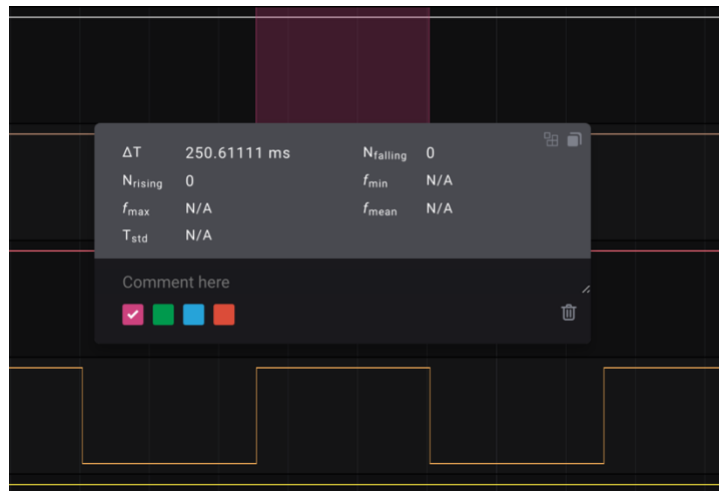 ΔT 250.61111 ms Nfalling 0
Nrising 0 fmin N/A
fmax N/A fmean N/A
Tstd N/A
Comment here